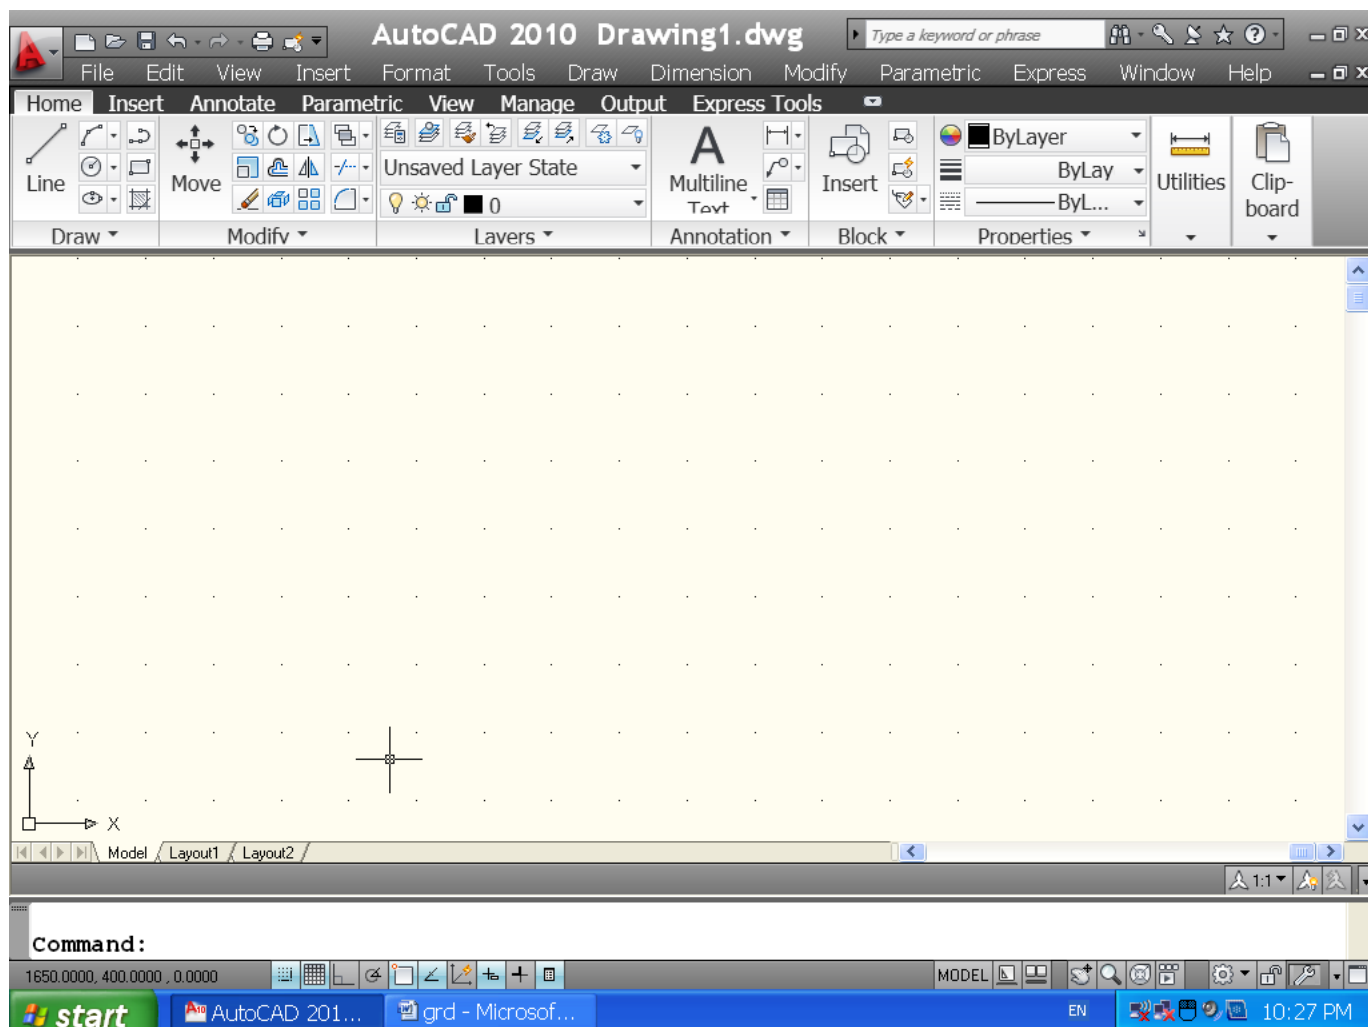 AutoCAD 2010 Drawing1.dwg Type a keyword or phrase
File Edit View Insert Format Tools Draw Dimension Modify Parametric Express Window Help
Home Insert Annotate Parametric View Manage Output Express Tools
Line Move Unsaved Layer State A Multiline Text Insert ByLayer Utilities Clip-board
0 ByLay
ByL...
Draw Modify Layers Annotation Block Properties
Y
X
Model Layout1 Layout2
1:1
Command:
1650.0000, 400.0000 , 0.0000 MODEL
start AutoCAD 201... grd - Microsof... EN 10:27 PM